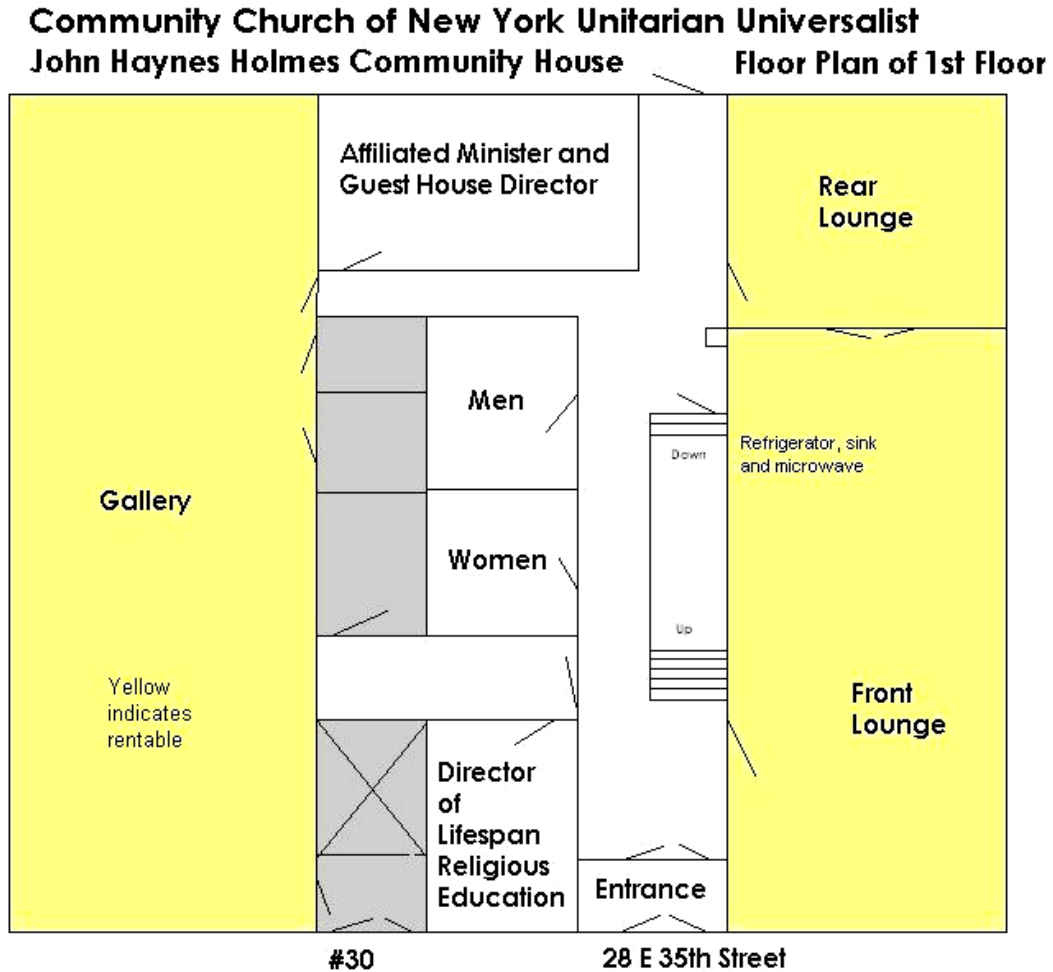 Community Church of New York Unitarian Universalist
John Haynes Holmes Community House
Floor Plan of 1st Floor
Affiliated Minister and
Guest House Director
Rear
Lounge
Men
Down
Refrigerator, sink
and microwave
Gallery
Women
Up
Yellow
indicates
rentable
Front
Lounge
Director
of
Lifespan
Religious
Education
Entrance
#30
28 E 35th Street